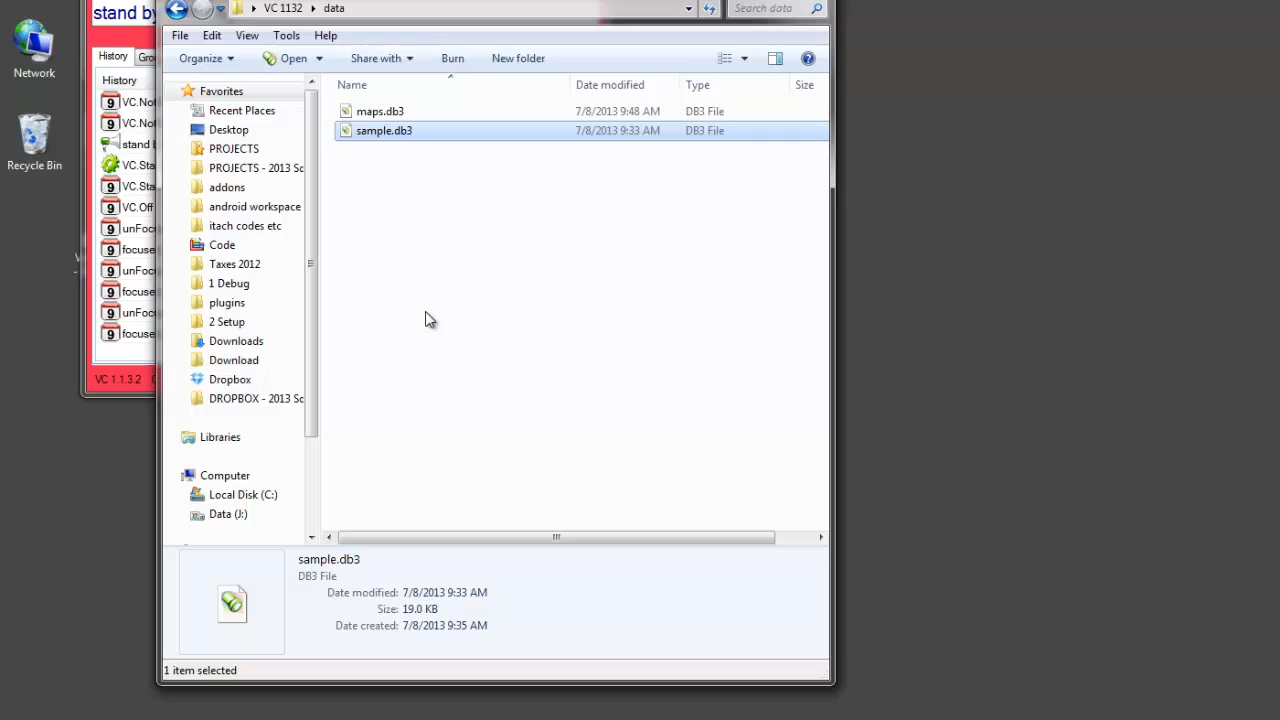 stand by
Network
Recycle Bin
History
Gro
History
VC.Not
VC.Not
stand b
VC.Sta
VC.Sta
VC.Off
unFocu
focuse
unFocu
focuse
unFocu
focuse
VC 1.1.3.2
VC 1132 data
Search data
File Edit View Tools Help
Organize Open Share with Burn New folder
Name Date modified Type Size
maps.db3 7/8/2013 9:48 AM DB3 File
sample.db3 7/8/2013 9:33 AM DB3 File
Favorites
Recent Places
Desktop
PROJECTS
PROJECTS - 2013 Sc
addons
android workspace
itach codes etc
Code
Taxes 2012
1 Debug
plugins
2 Setup
Downloads
Download
Dropbox
DROPBOX - 2013 Sc
Libraries
Computer
Local Disk (C:)
Data (J:)
sample.db3
DB3 File
Date modified: 7/8/2013 9:33 AM
Size: 19.0 KB
Date created: 7/8/2013 9:35 AM
1 item selected